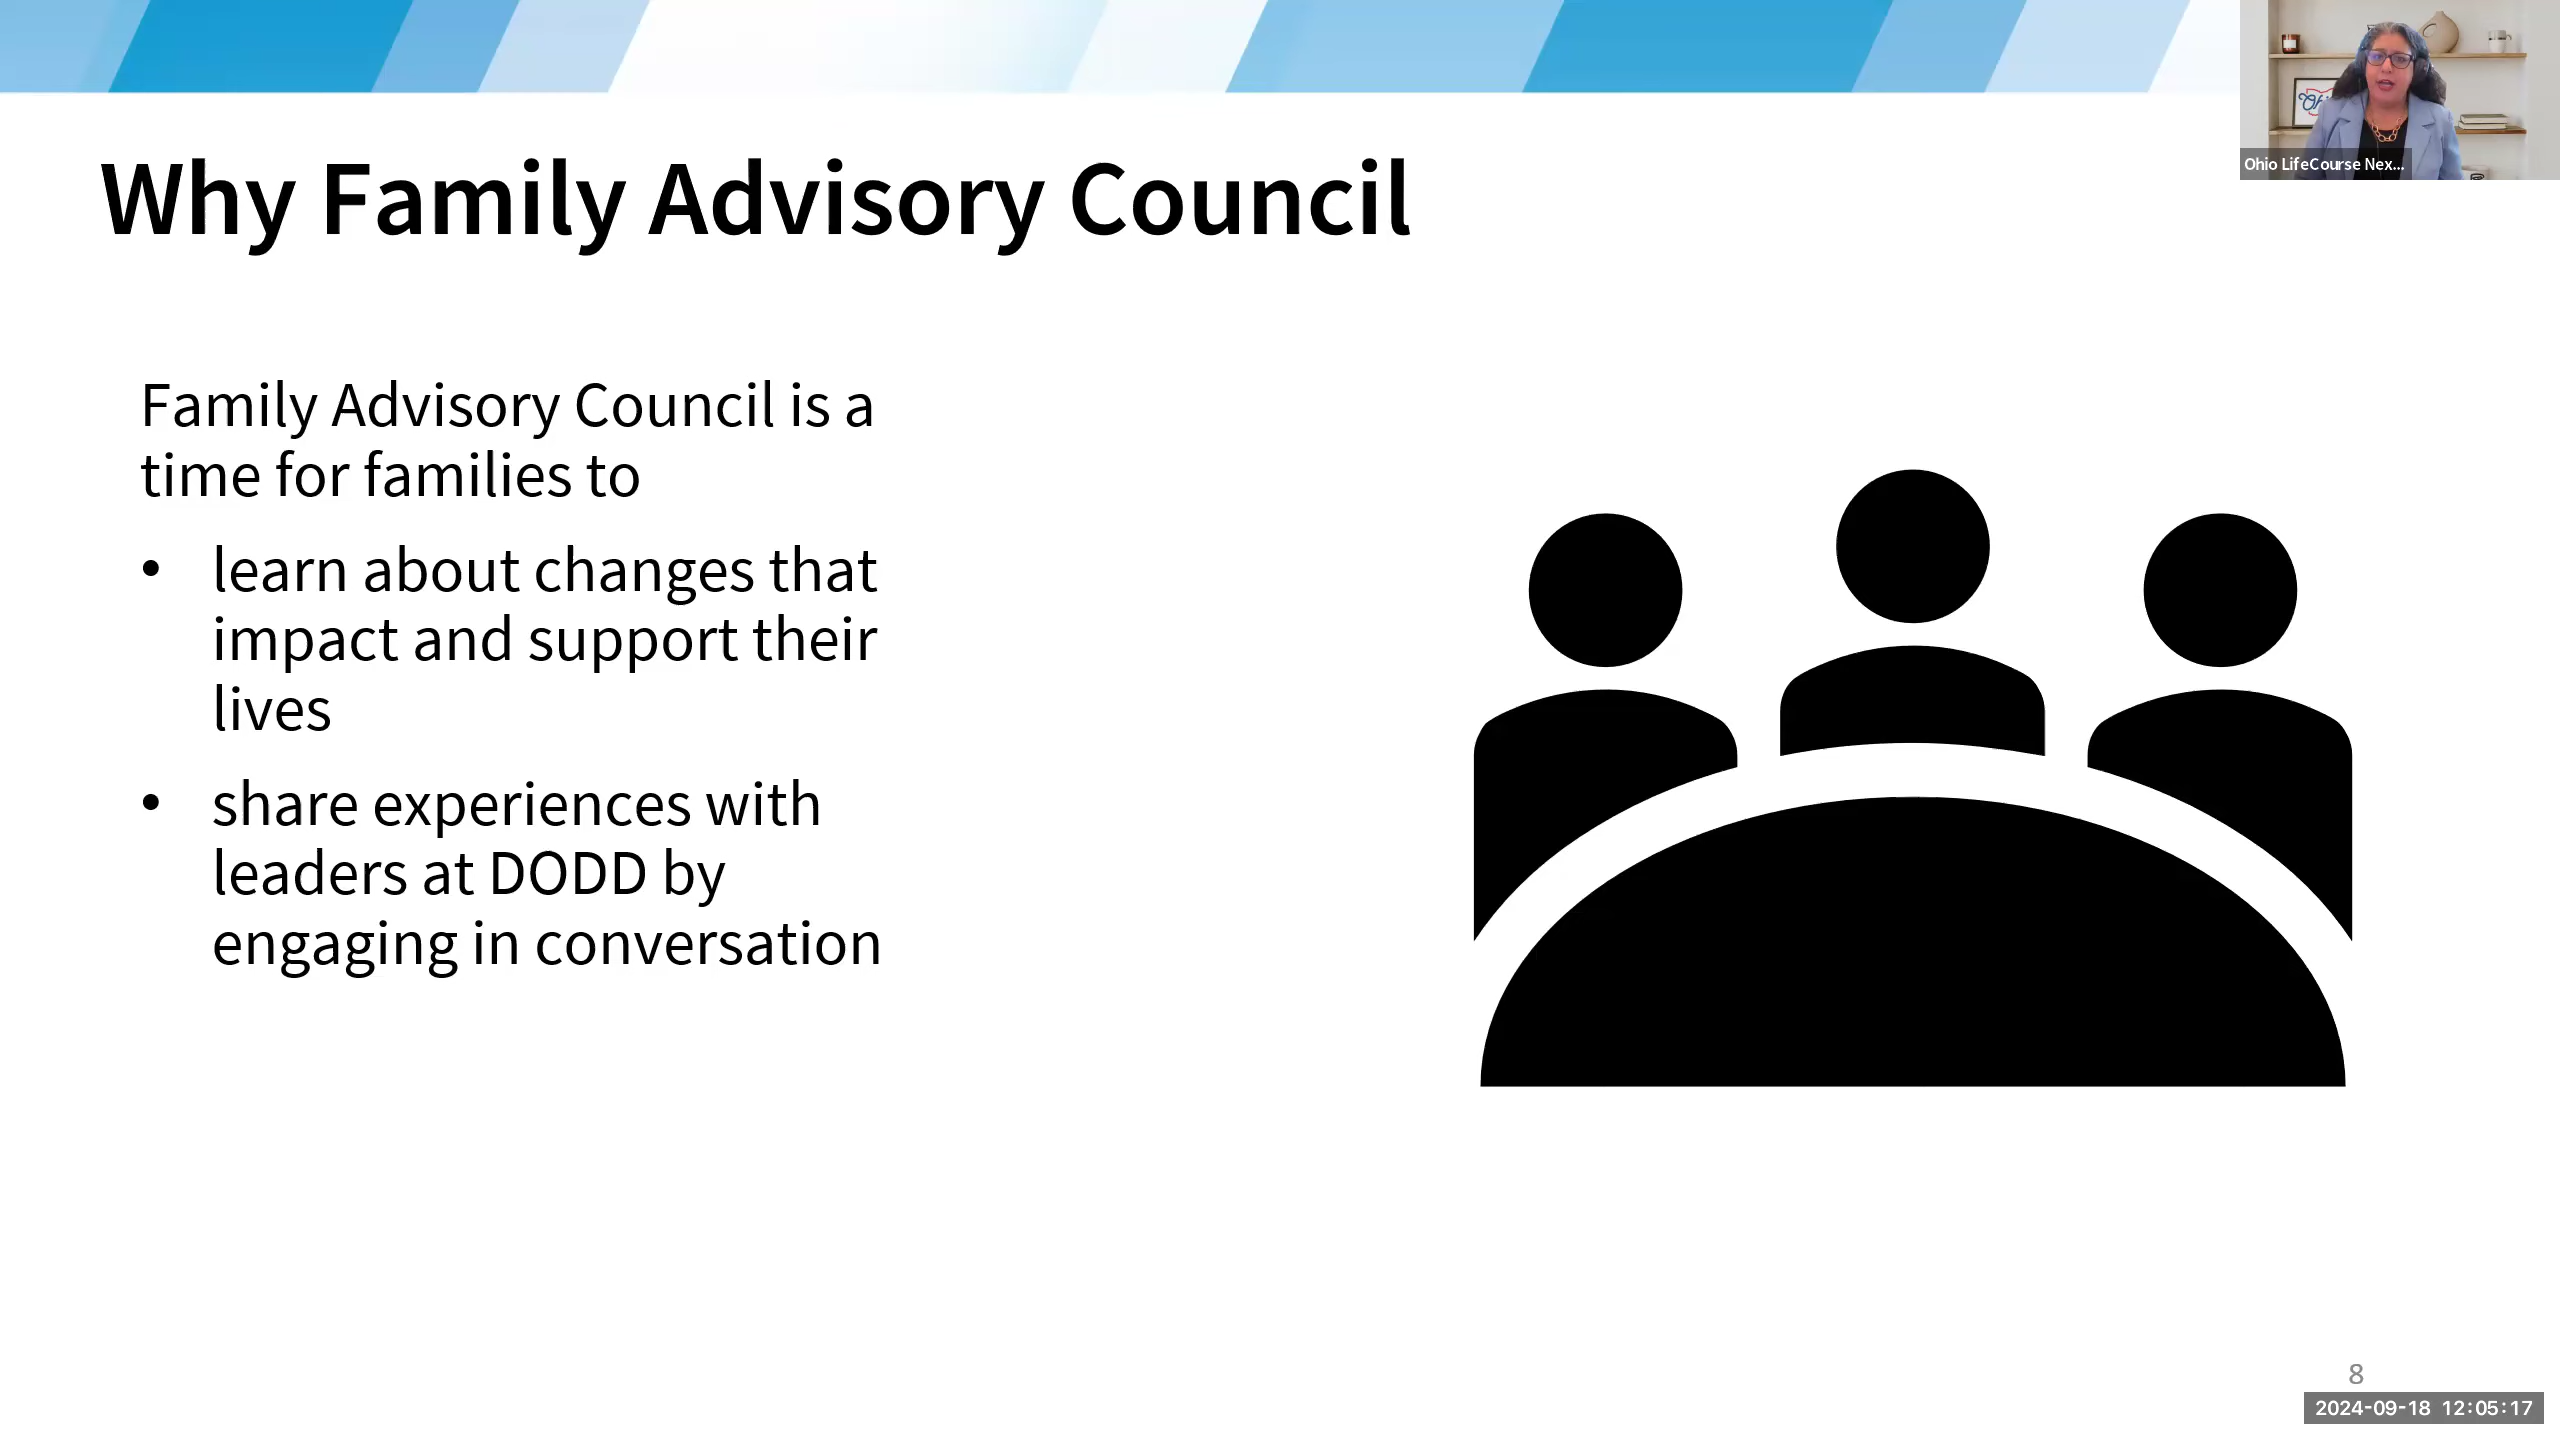 Ohio LifeCourse Nex...
Why Family Advisory Council
Family Advisory Council is a
time for families to
• learn about changes that
impact and support their
lives
• share experiences with
leaders at DODD by
engaging in conversation
8
2024-09-18 12:05:17